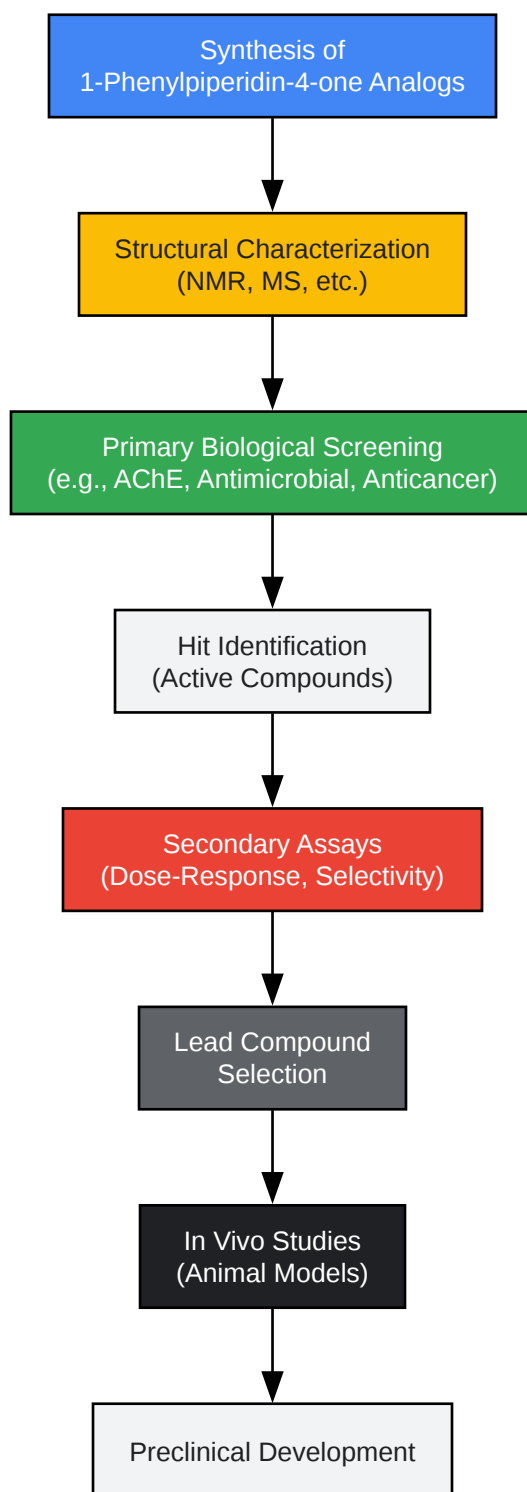 Synthesis of
1-Phenylpiperidin-4-one Analogs
Structural Characterization
(NMR, MS, etc.)
Primary Biological Screening
(e.g., AChE, Antimicrobial, Anticancer)
Hit Identification
(Active Compounds)
Secondary Assays
(Dose-Response, Selectivity)
Lead Compound
Selection
In Vivo Studies
(Animal Models)
Preclinical Development